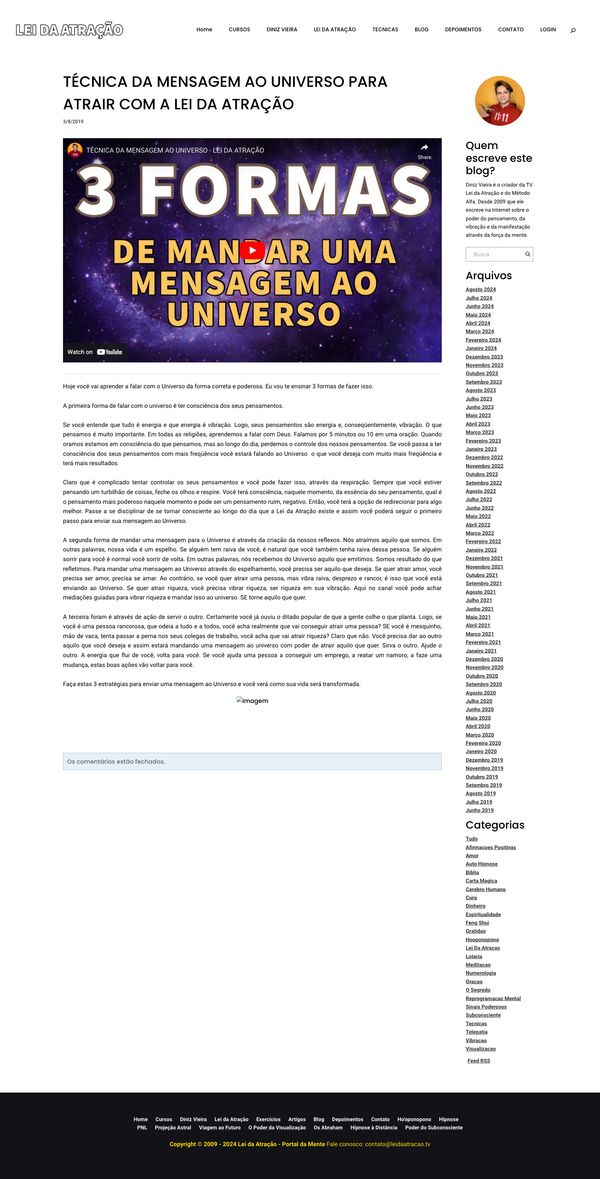 LEI DA ATRAÇÃO
Home CURSOS DINIZ VIEIRA LEI DA ATRAÇÃO TECNICAS BLOG DEPOIMENTOS CONTATO LOGIN
TÉCNICA DA MENSAGEM AO UNIVERSO PARA
ATRAIR COM A LEI DA ATRAÇÃO
3/8/2019
TÉCNICA DA MENSAGEM AO UNIVERSO - LEI DA ATRAÇÃO
Share
3 FORMAS
DE MANDAR UMA
MENSAGEM AO
UNIVERSO
Watch on YouTube
Hoje você vai aprender a falar com o Universo da forma correta e poderosa. Eu vou te ensinar 3 formas de fazer isso.
A primeira forma de falar com o universo é ter consciência dos seus pensamentos.
Se você entende que tudo é energia e que energia é vibração. Logo, seus pensamentos são energia e, conseqüentemente, vibração. O que
pensamos é muito importante. Em todas as religiões, aprendemos a falar com Deus. Falamos por 5 minutos ou 10 em uma oração. Quando
oramos estamos em consciência do que pensamos, mas ao longo do dia, perdemos o controle dos nossos pensamentos. Se você passa a ter
consciência dos seus pensamentos com mais freqüência você estará falando ao Universo o que você deseja com muito mais freqüência e
terá mais resultados.
Claro que é complicado tentar controlar os seus pensamentos e você pode fazer isso, através da respiração. Sempre que você estiver
pensando um turbilhão de coisas, feche os olhos e respire. Você terá consciência, naquele momento, da essência do seu pensamento, qual é
o pensamento mais poderoso naquele momento e pode ser um pensamento ruim, negativo. Então, você terá a opção de redirecionar para algo
melhor. Passe a se disciplinar de se tornar consciente ao longo do dia que a Lei da Atração existe e assim você poderá seguir o primeiro
passo para enviar sua mensagem ao Universo.
A segunda forma de mandar uma mensagem para o Universo é através da criação da nossos reflexos. Nós atraímos aquilo que somos. Em
outras palavras, nossa vida é um espelho. Se alguém tem raiva de você, é natural que você também tenha raiva dessa pessoa. Se alguém
sorrir para você é normal você sorrir de volta. Em outras palavras, nós recebemos do Universo aquilo que emitimos. Somos resultado do que
refletimos. Para mandar uma mensagem ao Universo através do espelhamento, você precisar ser aquilo que deseja. Se quer atrair amor, você
precisa ser amor, precisa se amar. Ao contrário, se você quer atrair uma pessoa, mas vibra raiva, desprezo e rancor, é isso que você está
enviando ao Universo. Se quer atrair riqueza, você precisa vibrar riqueza, ser riqueza em sua vibração. Aqui no canal você pode achar
mediações guiadas para vibrar riqueza e mandar isso ao universo. SE torne aquilo que quer.
A terceira foram é através de ação de servir o outro. Certamente você já ouviu o ditado popular de que a gente colhe o que planta. Logo, se
você é uma pessoa rancorosa, que odeia a tudo e a todos, você acha realmente que vai conseguir atrair uma pessoa? SE você é mesquinho,
mão de vaca, tenta passar a perna nos seus colegas de trabalho, você acha que vai atrair riqueza? Claro que não. Você precisa dar ao outro
aquilo que você deseja e assim estará mandando uma mensagem ao universo com poder de atrair aquilo que quer. Sirva o outro. Ajude o
outro. A energia que flui de você, volta para você. Se você ajuda uma pessoa a conseguir um emprego, a reatar um namoro, a faze uma
mudança, estas boas ações vão voltar para você.
Faça estas 3 estratégias para enviar uma mensagem ao Universo e você verá como sua vida será transformada.
imagem
Os comentários estão fechados.
11:11
Quem
escreve este
blog?
Diniz Vieira é o criador da TV
Lei da Atração e do Método
Alfa. Desde 2009 que ele
escreve na Internet sobre o
poder do pensamento, da
vibração e da manifestação
através da força da mente.
Busca
Arquivos
Agosto 2024
Julho 2024
Junho 2024
Maio 2024
Abril 2024
Março 2024
Fevereiro 2024
Janeiro 2024
Dezembro 2023
Novembro 2023
Outubro 2023
Setembro 2023
Agosto 2023
Julho 2023
Junho 2023
Maio 2023
Abril 2023
Março 2023
Fevereiro 2023
Janeiro 2023
Dezembro 2022
Novembro 2022
Outubro 2022
Setembro 2022
Agosto 2022
Julho 2022
Junho 2022
Maio 2022
Abril 2022
Março 2022
Fevereiro 2022
Janeiro 2022
Dezembro 2021
Novembro 2021
Outubro 2021
Setembro 2021
Agosto 2021
Julho 2021
Junho 2021
Maio 2021
Abril 2021
Março 2021
Fevereiro 2021
Janeiro 2021
Dezembro 2020
Novembro 2020
Outubro 2020
Setembro 2020
Agosto 2020
Julho 2020
Junho 2020
Maio 2020
Abril 2020
Março 2020
Fevereiro 2020
Janeiro 2020
Dezembro 2019
Novembro 2019
Outubro 2019
Setembro 2019
Agosto 2019
Julho 2019
Junho 2019
Categorias
Tudo
Afirmacoes Positivas
Amor
Auto Hipnose
Biblia
Carta Magica
Cerebro Humano
Cura
Dinheiro
Espiritualidade
Feng Shui
Gratidao
Hooponopono
Lei Da Atracao
Loteria
Meditacao
Numerologia
Oracao
O Segredo
Reprogramacao Mental
Sinais Poderosos
Subconsciente
Tecnicas
Telepatia
Vibracao
Visualizacao
Feed RSS
Home Cursos Diniz Vieira Lei da Atração Exercícios Artigos Blog Depoimentos Contato Ho'oponopono Hipnose
PNL Projeção Astral Viagem ao Futuro O Poder da Visualização Os Abraham Hipnose à Distância Poder do Subconsciente
Copyright © 2009 - 2024 Lei da Atração - Portal da Mente Fale conosco: contato@leidaatracao.tv